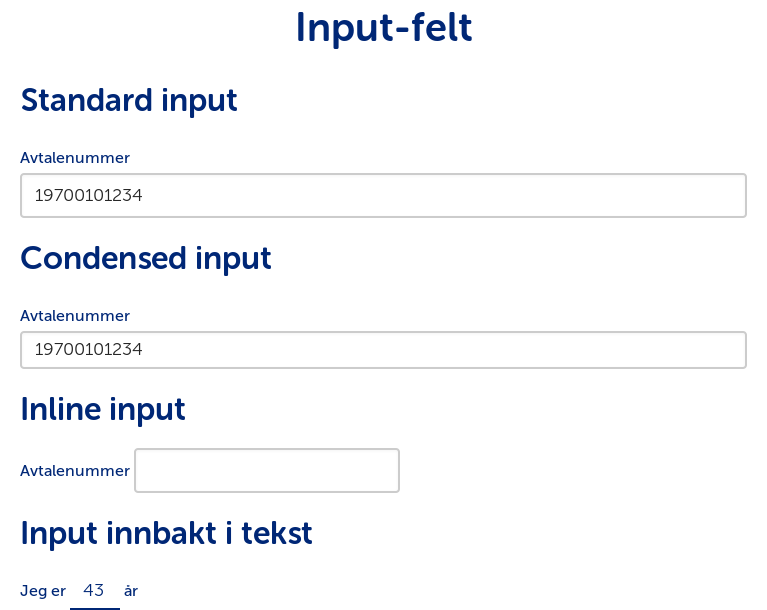 Input-felt
Standard input
Avtalenummer
19700101234
Condensed input
Avtalenummer
19700101234
Inline input
Avtalenummer
Input innbakt i tekst
Jeg er 43 år